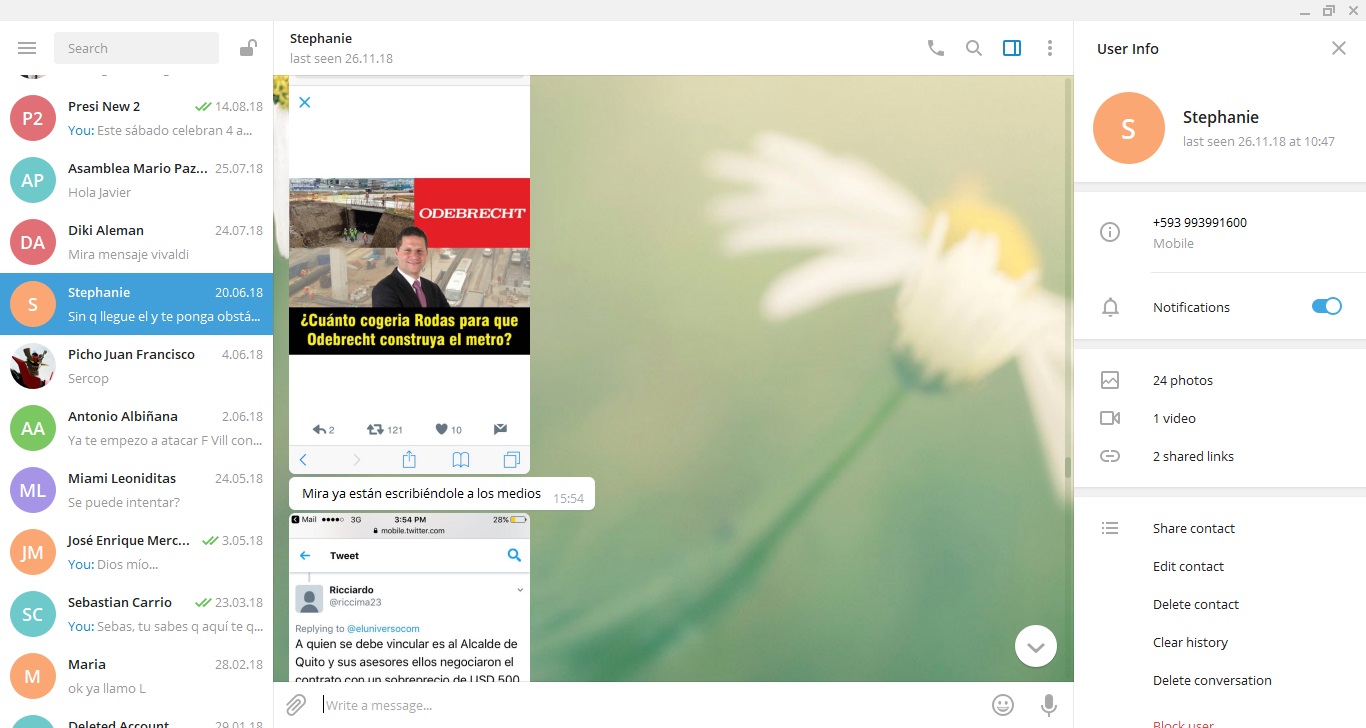 Search
Presi New 2
14.08.18
You: Este sábado celebran 4 a...
Asamblea Mario Paz...
25.07.18
Hola Javier
Diki Aleman
24.07.18
Mira mensaje vivaldi
Stephanie
20.06.18
Sin q llegue el y te ponga obstá...
Picho Juan Francisco
4.06.18
Sercop
Antonio Albiñana
2.06.18
Ya te empezo a atacar F Vill con...
Miami Leoniditas
24.05.18
Se puede intentar?
José Enrique Merc...
3.05.18
You: Dios mío...
Sebastian Carrio
23.03.18
You: Sebas, tu sabes q aquí te q...
Maria
28.02.18
ok ya llamo L
Deleted Account
29.01.18
P2
AP
DA
S
AA
ML
JM
SC
M
Stephanie
last seen 26.11.18
ODEBRECHT
¿Cuánto cogeria Rodas para que
Odebrecht construya el metro?
2
121
10
Mira ya están escribiéndole a los medios
15:54
Mail
3G
3:54 PM
28%
mobile.twitter.com
Tweet
Ricciardo
@riccima23
Replying to @eluniversocom
A quien se debe vincular es al Alcalde de
Quito y sus asesores ellos negociaron el
contrato con un sobreprecio de USD 500
Write a message...
User Info
S
Stephanie
last seen 26.11.18 at 10:47
+593 993991600
Mobile
Notifications
24 photos
1 video
2 shared links
Share contact
Edit contact
Delete contact
Clear history
Delete conversation
Block user